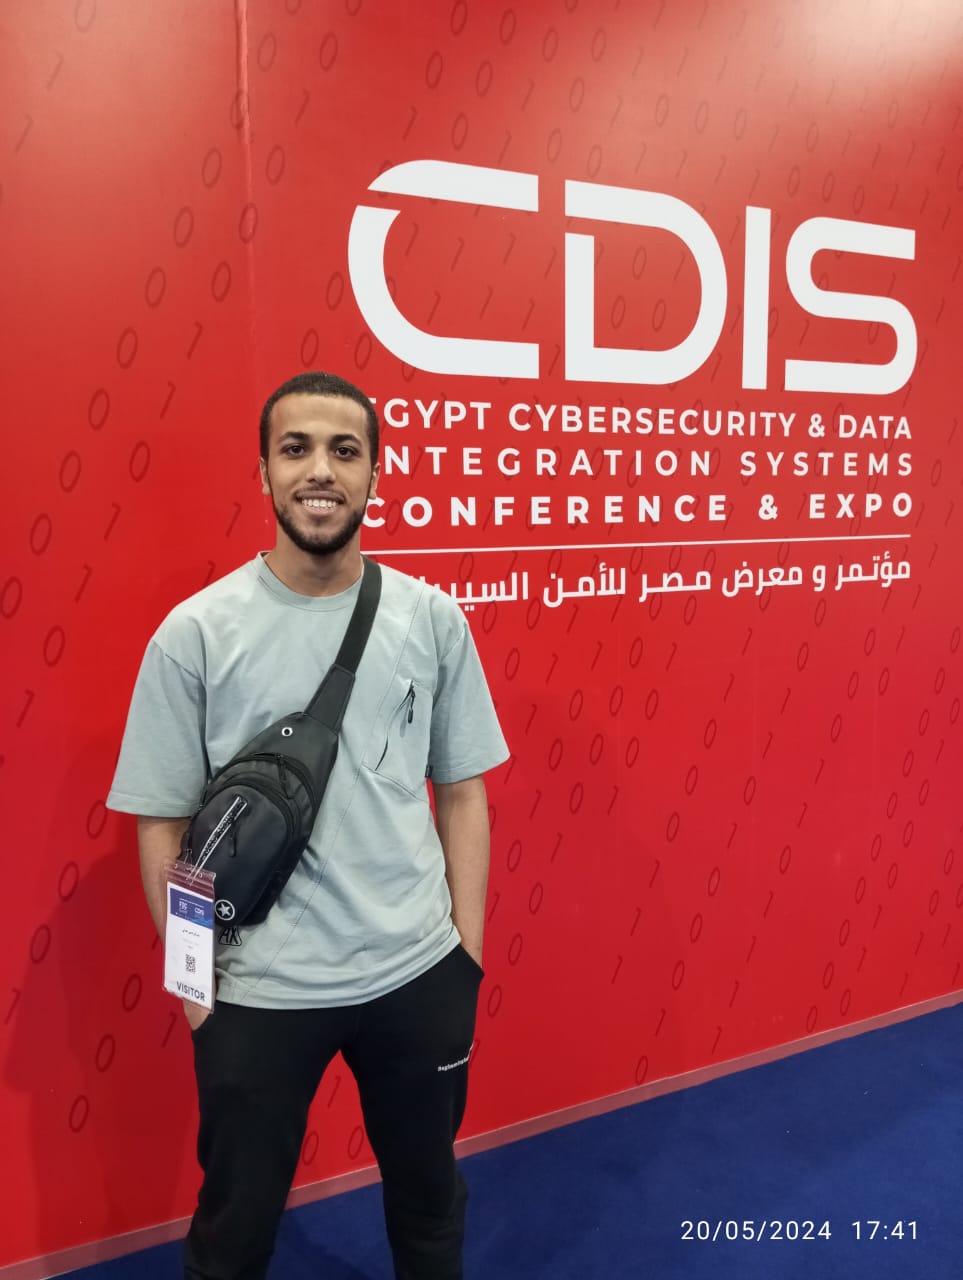 CDIS
EGYPT CYBERSECURITY & DATA
INTEGRATION SYSTEMS
CONFERENCE & EXPO
مؤتمر و معرض مصر للأمن
VISITOR
20/05/2024 17:41